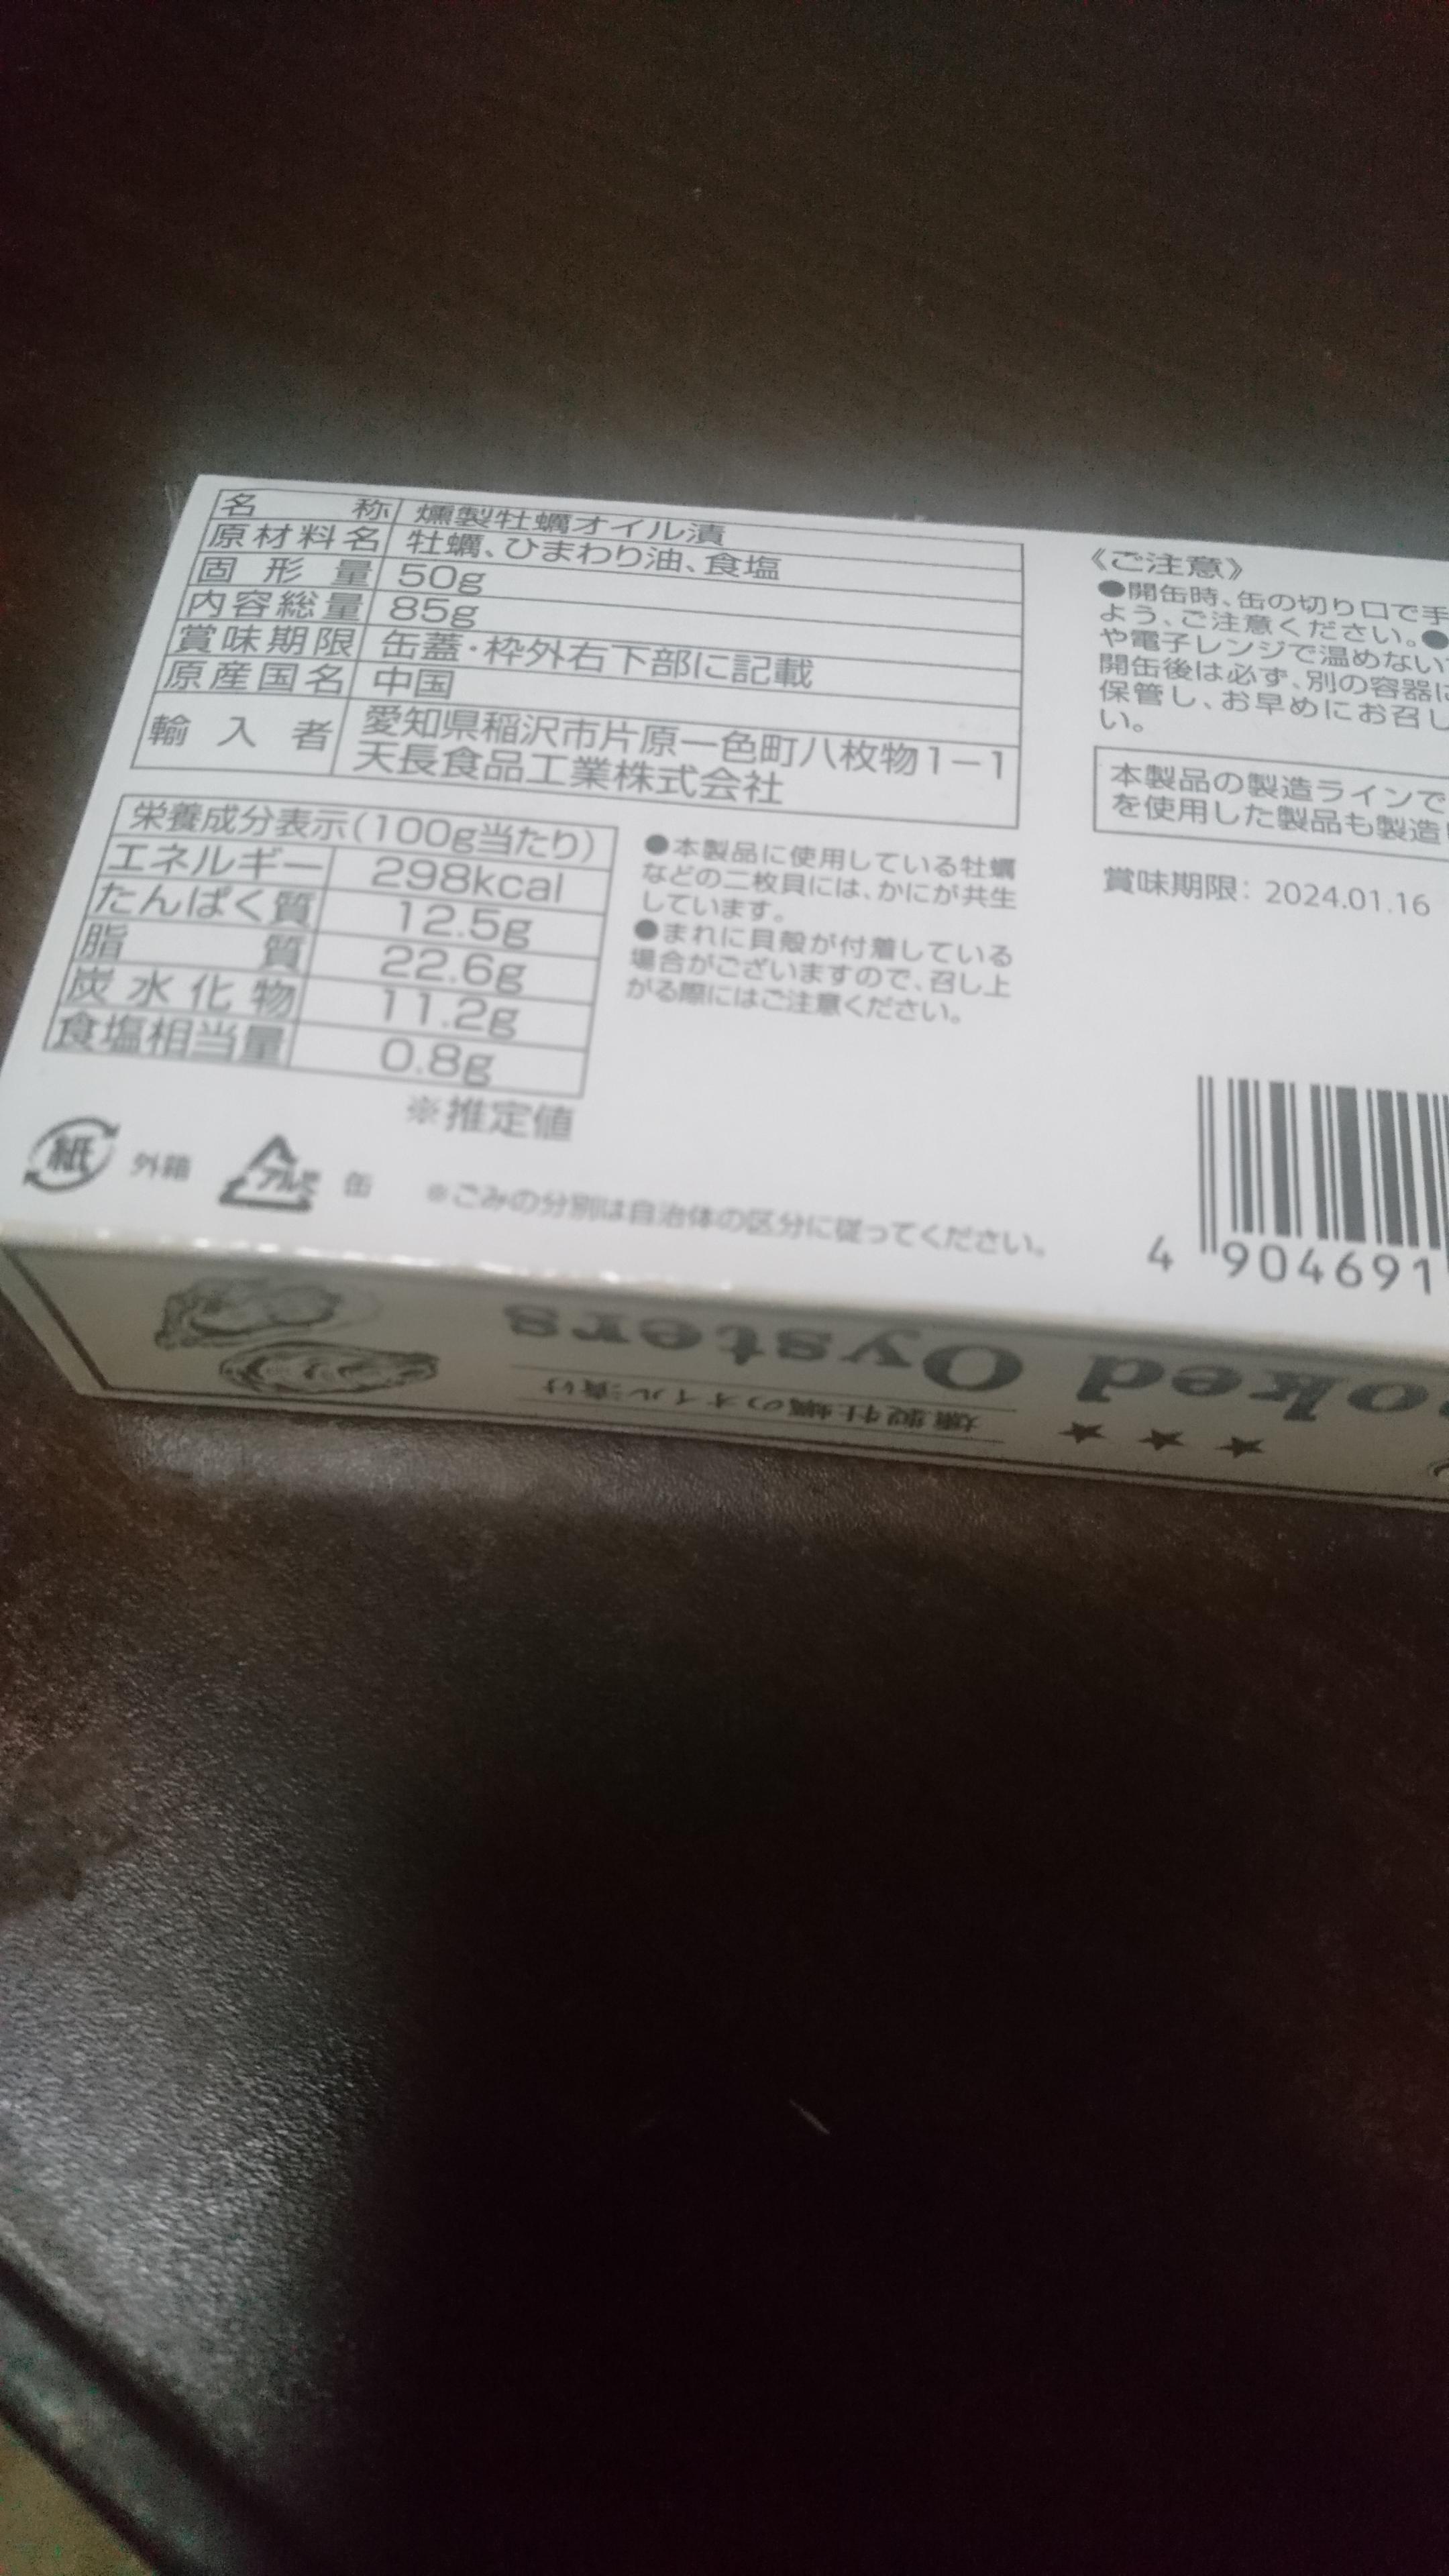 名称 燻製牡蠣オイル漬
原材料名 牡蠣、ひまわり油、食塩
固形量 50g
内容総量 85g
賞味期限 缶蓋・枠外右下部に記載
原産国名 中国
輸入者 愛知県稲沢市片原一色町八枚物1-1
天長食品工業株式会社
栄養成分表示(100g当たり)
エネルギー 298kcal
たんぱく質 12.5g
脂質 22.6g
炭水化物 11.2g
食塩相当量 0.8g
※推定値
●本製品に使用している牡蠣
などの二枚貝には、かにが共生
しています。
●まれに貝殻が付着している
場合がございますので、召し上
がる際にはご注意ください。
紙 外箱 アルミ 缶 ※ごみの分別は自治体の区分に従ってください。
《ご注意》
●開缶時、缶の切り口で手
よう、ご注意ください。●
や電子レンジで温めない
開缶後は必ず、別の容器に
保管し、お早めにお召し
い。
本製品の製造ラインで
を使用した製品も製造
賞味期限: 2024.01.16
4 904691
oked Oysters
燻製牡蠣のオイル漬け